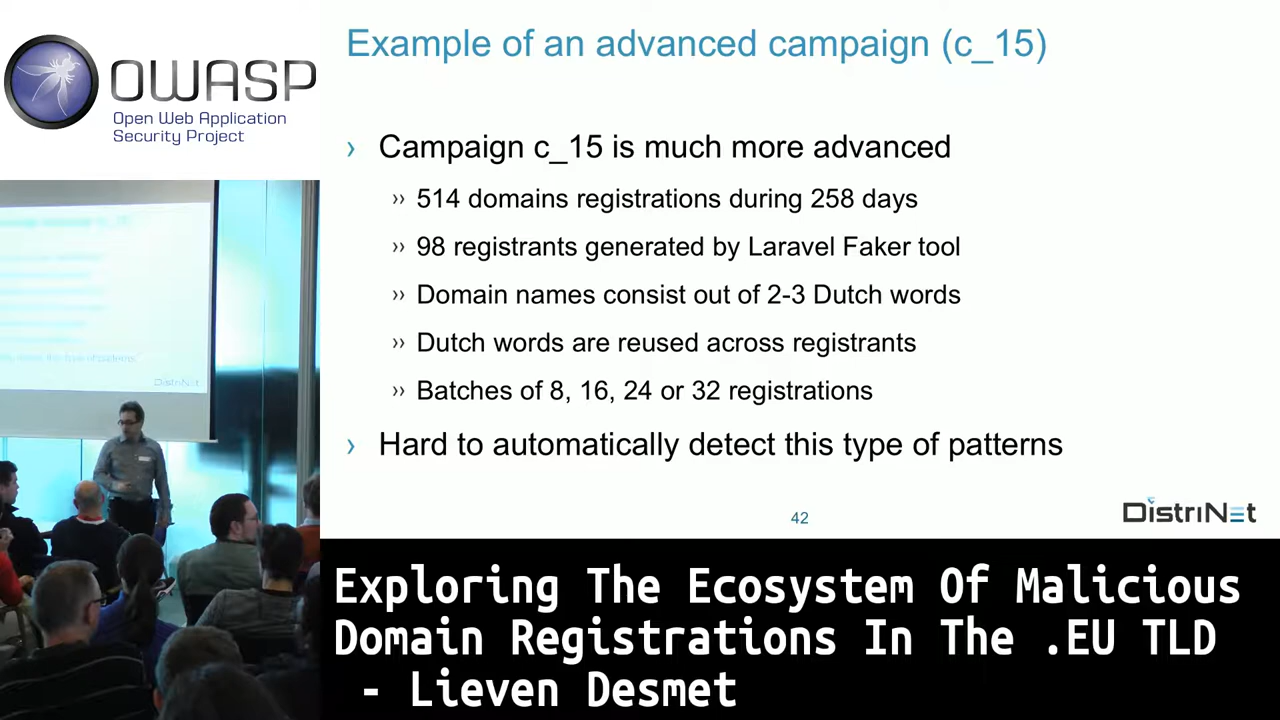 OWASP
Open Web Application
Security Project
Example of an advanced campaign (c_15)
› Campaign c_15 is much more advanced
›› 514 domains registrations during 258 days
›› 98 registrants generated by Laravel Faker tool
›› Domain names consist out of 2-3 Dutch words
›› Dutch words are reused across registrants
›› Batches of 8, 16, 24 or 32 registrations
› Hard to automatically detect this type of patterns
42
DistriNet
DistriNet
Exploring The Ecosystem Of Malicious
Domain Registrations In The .EU TLD
- Lieven Desmet